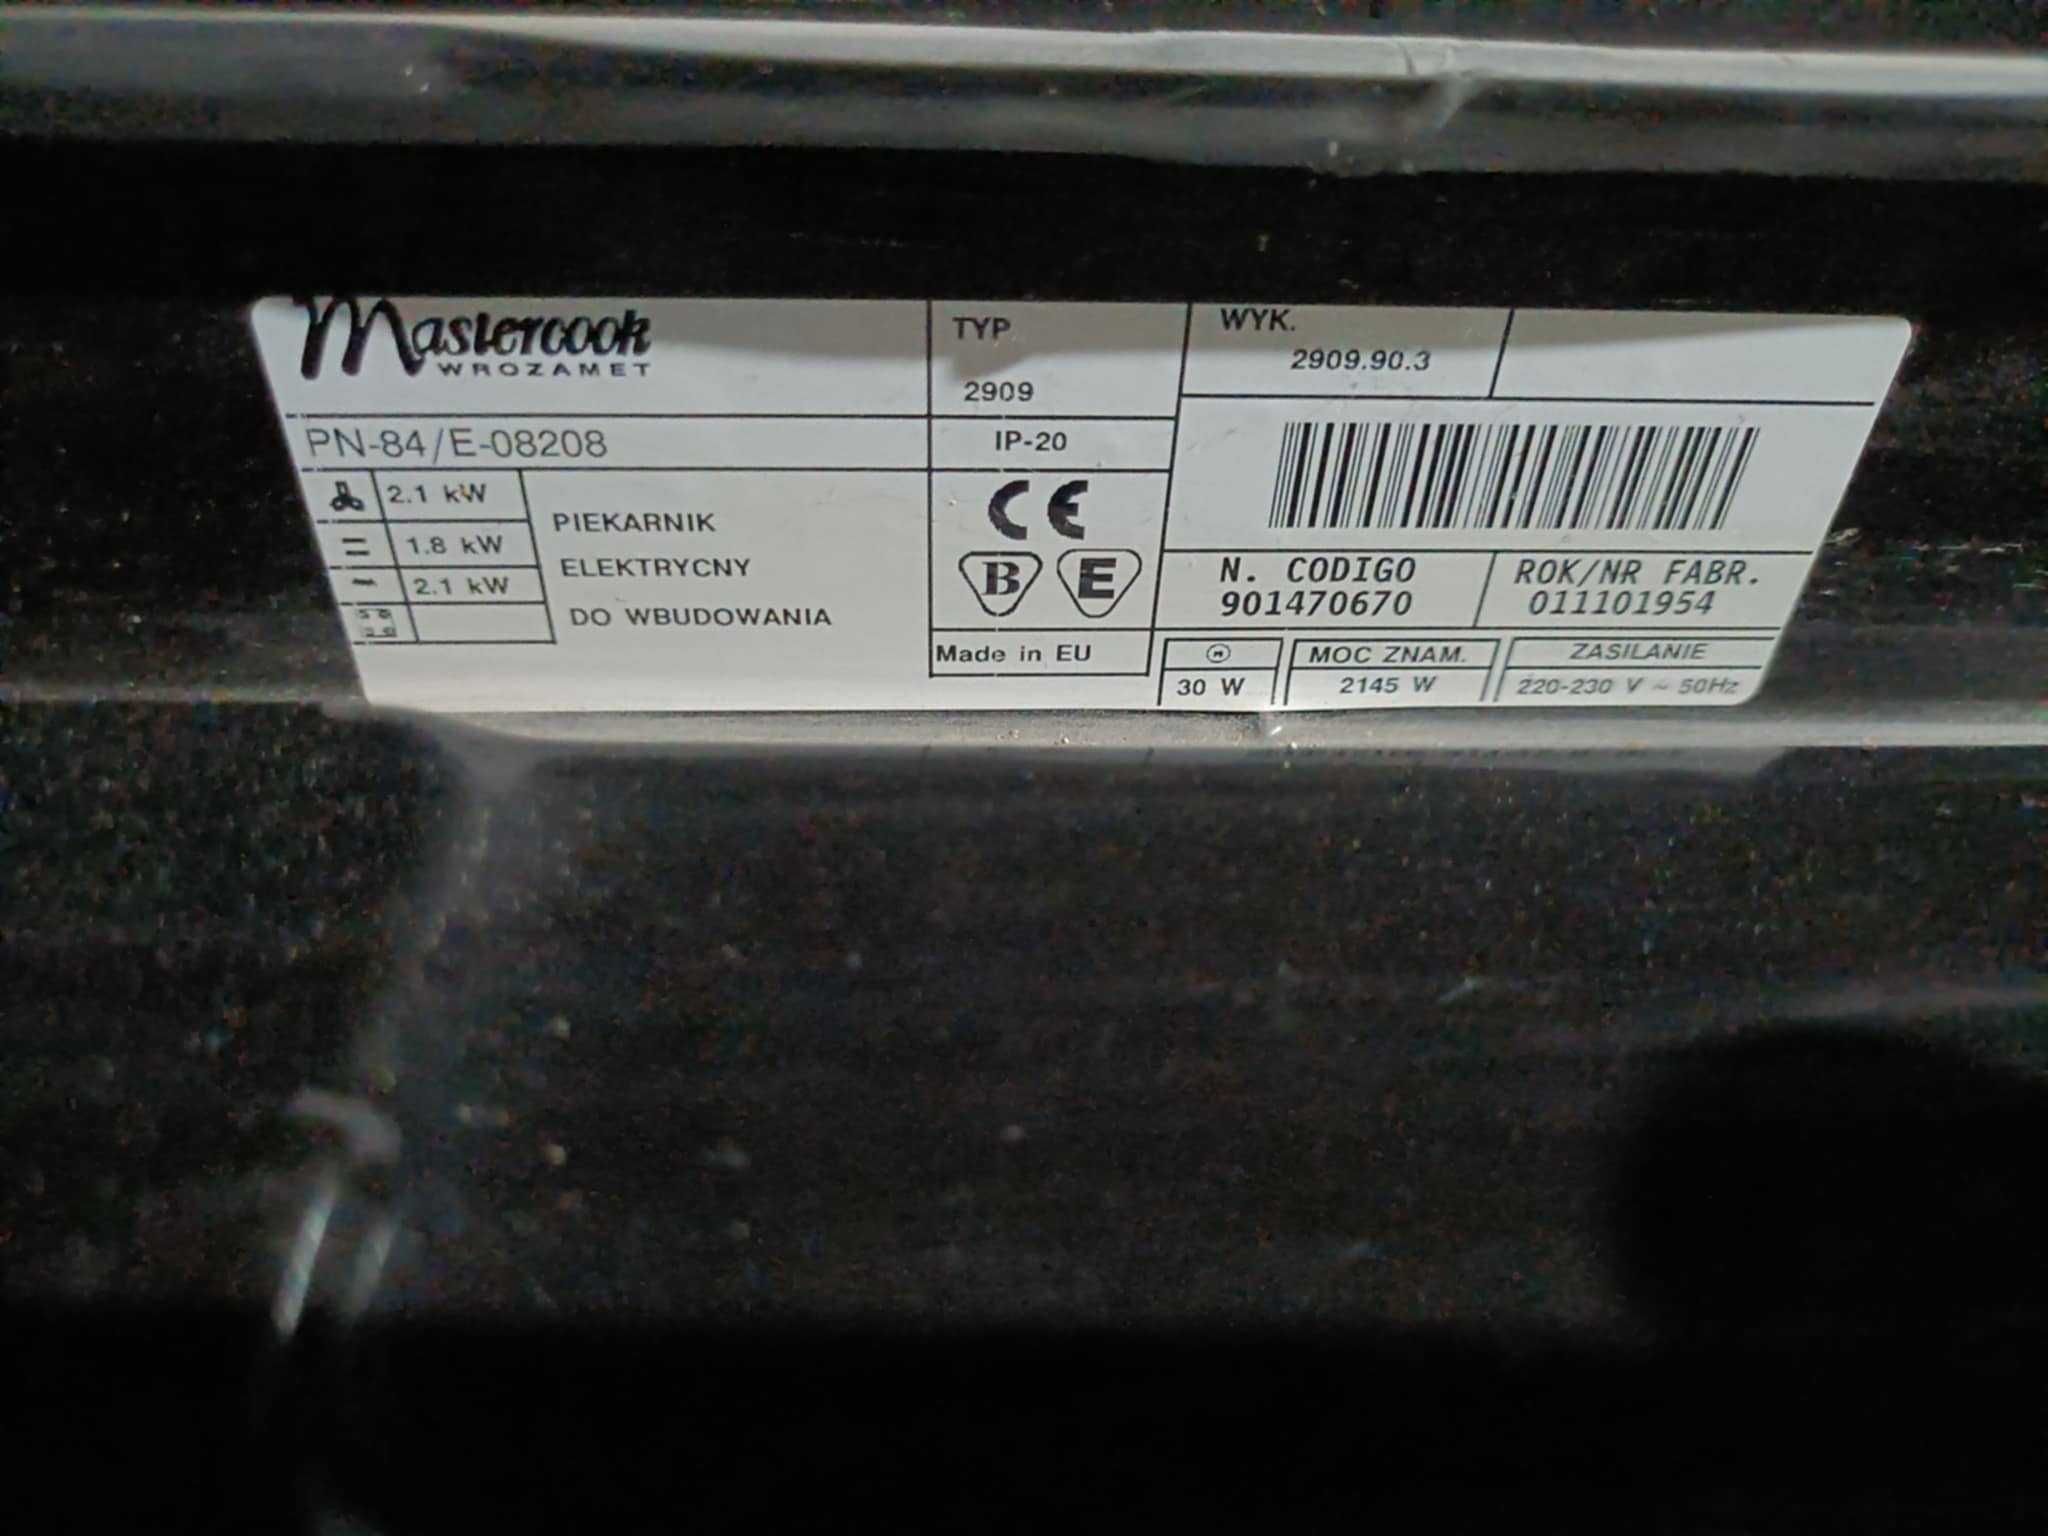 Mastercook
WROZAMET
TYP
2909
WYK.
2909.90.3
PN-84/E-08208
IP-20
2.1 kW
1.8 kW
2.1 kW
PIEKARNIK
ELEKTRYCNY
DO WBUDOWANIA
CE
B E
Made in EU
N. CODIGO
901470670
ROK/NR FABR.
011101954
30 W
MOC ZNAM.
2145 W
ZASILANIE
220-230 V ~ 50Hz